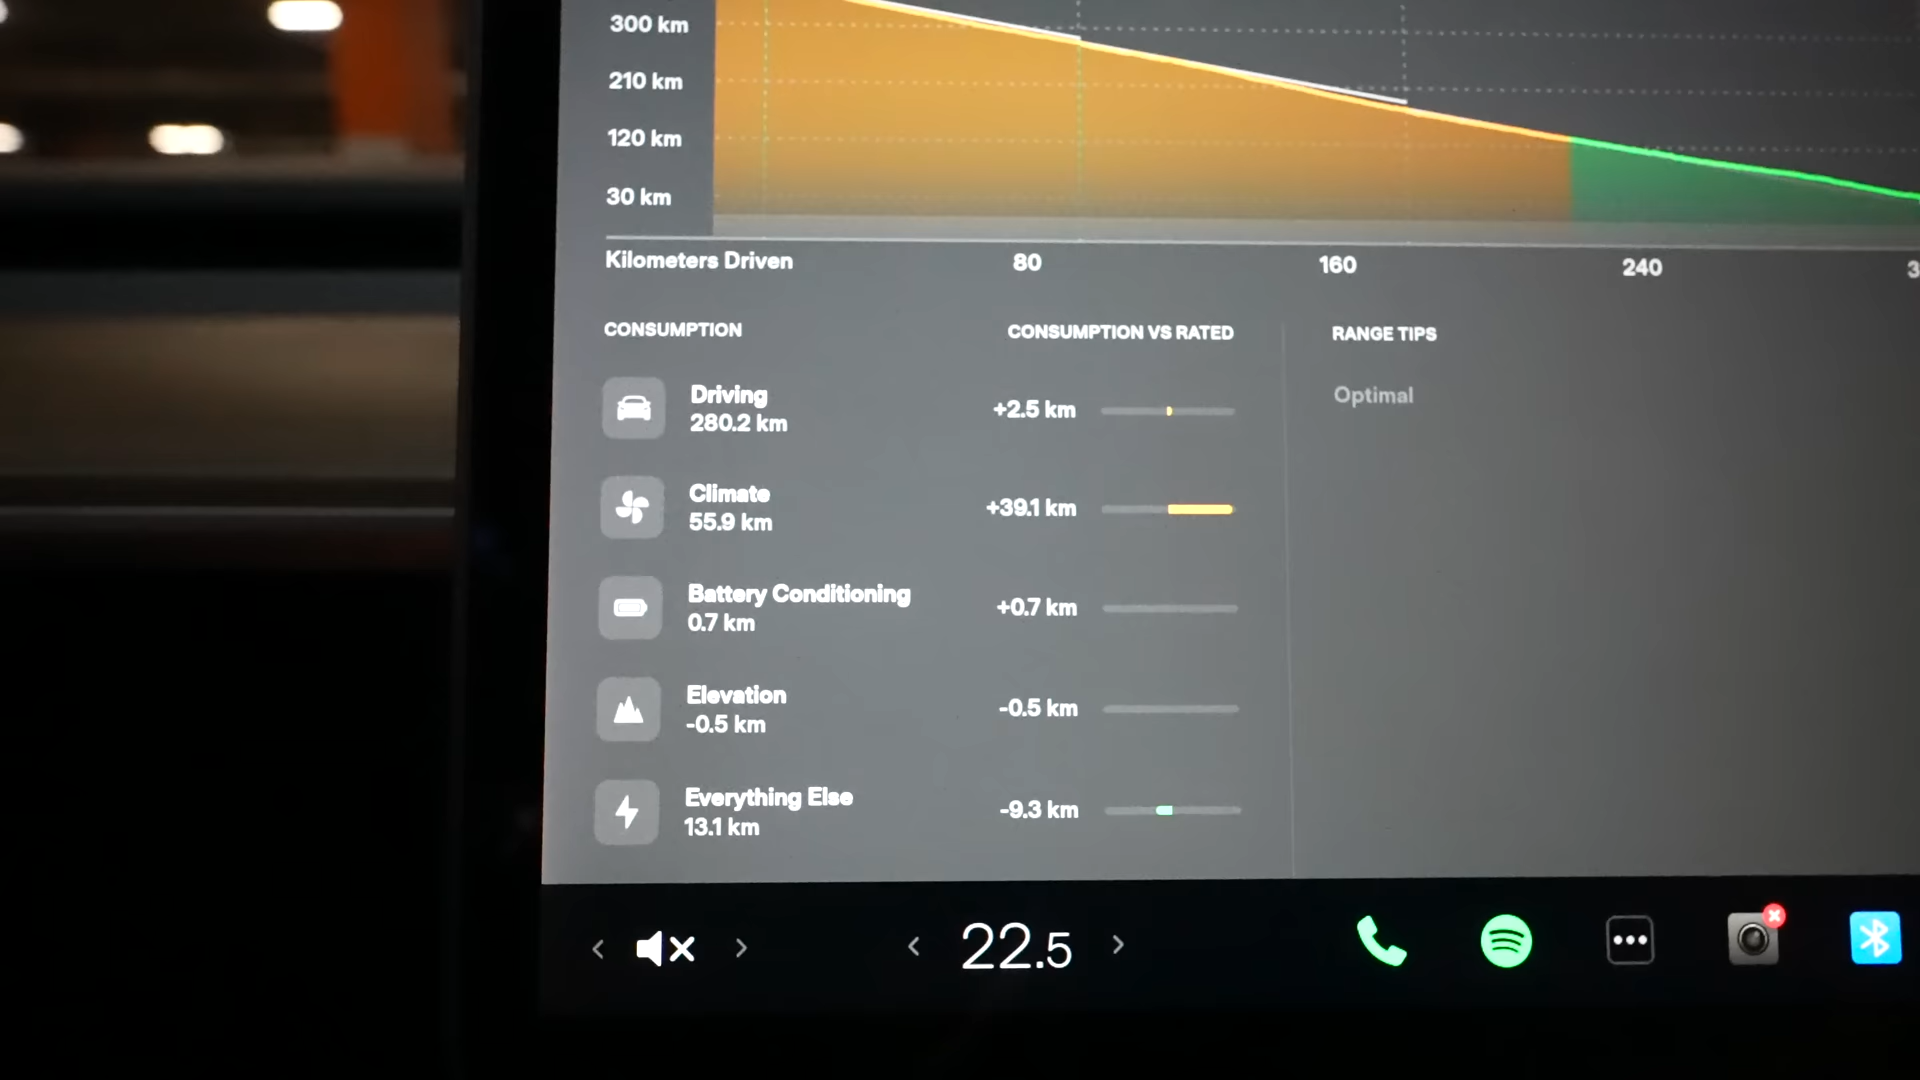 300 km
210 km
120 km
30 km
Kilometers Driven 80 160 240
CONSUMPTION CONSUMPTION VS RATED RANGE TIPS
Driving
280.2 km
+2.5 km
Optimal
Climate
55.9 km
+39.1 km
Battery Conditioning
0.7 km
+0.7 km
Elevation
-0.5 km
-0.5 km
Everything Else
13.1 km
-9.3 km
22.5